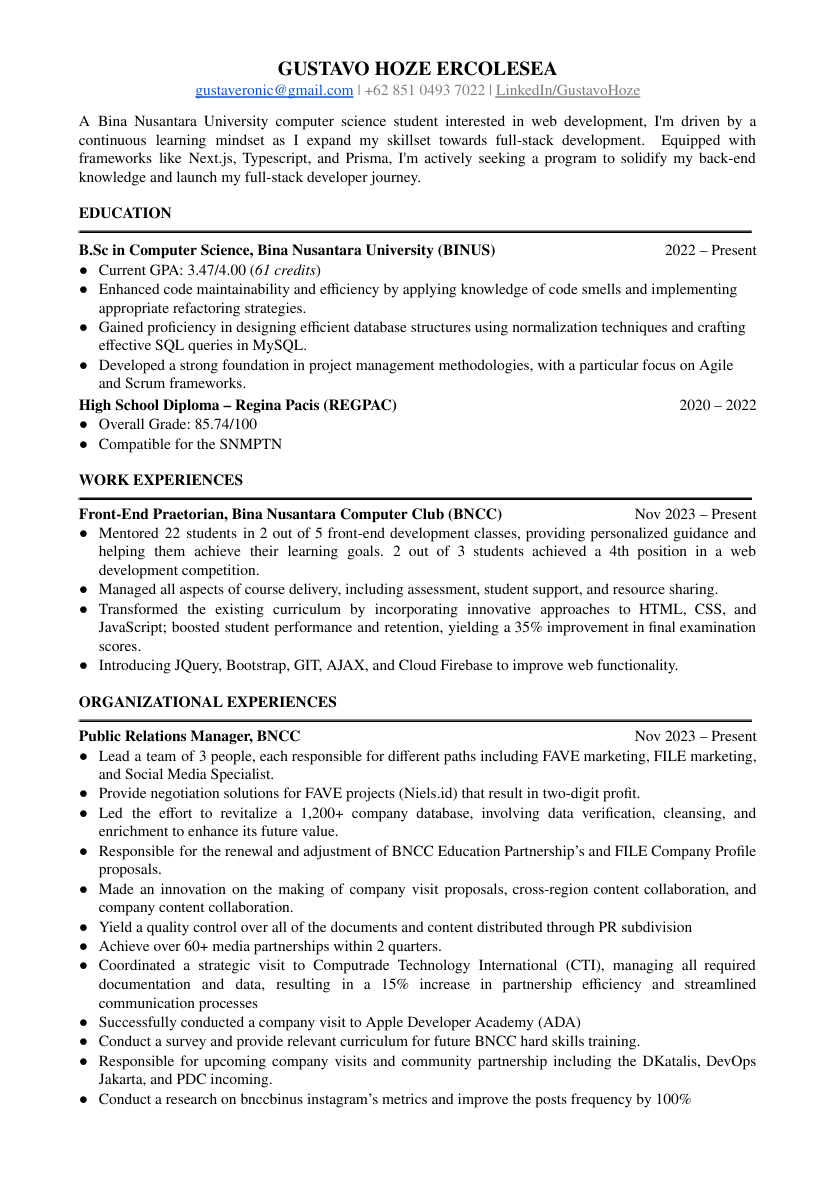 GUSTAVO HOZE ERCOLESEA
gustaveronic@gmail.com | +62 851 0493 7022 | LinkedIn/GustavoHoze
A Bina Nusantara University computer science student interested in web development, I'm driven by a
continuous learning mindset as I expand my skillset towards full-stack development. Equipped with
frameworks like Next.js, Typescript, and Prisma, I'm actively seeking a program to solidify my back-end
knowledge and launch my full-stack developer journey.
EDUCATION
B.Sc in Computer Science, Bina Nusantara University (BINUS) 2022 – Present
● Current GPA: 3.47/4.00 (61 credits)
● Enhanced code maintainability and efficiency by applying knowledge of code smells and implementing
appropriate refactoring strategies.
● Gained proficiency in designing efficient database structures using normalization techniques and crafting
effective SQL queries in MySQL.
● Developed a strong foundation in project management methodologies, with a particular focus on Agile
and Scrum frameworks.
High School Diploma – Regina Pacis (REGPAC) 2020 – 2022
● Overall Grade: 85.74/100
● Compatible for the SNMPTN
WORK EXPERIENCES
Front-End Praetorian, Bina Nusantara Computer Club (BNCC) Nov 2023 – Present
● Mentored 22 students in 2 out of 5 front-end development classes, providing personalized guidance and
helping them achieve their learning goals. 2 out of 3 students achieved a 4th position in a web
development competition.
● Managed all aspects of course delivery, including assessment, student support, and resource sharing.
● Transformed the existing curriculum by incorporating innovative approaches to HTML, CSS, and
JavaScript; boosted student performance and retention, yielding a 35% improvement in final examination
scores.
● Introducing JQuery, Bootstrap, GIT, AJAX, and Cloud Firebase to improve web functionality.
ORGANIZATIONAL EXPERIENCES
Public Relations Manager, BNCC Nov 2023 – Present
● Lead a team of 3 people, each responsible for different paths including FAVE marketing, FILE marketing,
and Social Media Specialist.
● Provide negotiation solutions for FAVE projects (Niels.id) that result in two-digit profit.
● Led the effort to revitalize a 1,200+ company database, involving data verification, cleansing, and
enrichment to enhance its future value.
● Responsible for the renewal and adjustment of BNCC Education Partnership's and FILE Company Profile
proposals.
● Made an innovation on the making of company visit proposals, cross-region content collaboration, and
company content collaboration.
● Yield a quality control over all of the documents and content distributed through PR subdivision
● Achieve over 60+ media partnerships within 2 quarters.
● Coordinated a strategic visit to Computrade Technology International (CTI), managing all required
documentation and data, resulting in a 15% increase in partnership efficiency and streamlined
communication processes
● Successfully conducted a company visit to Apple Developer Academy (ADA)
● Conduct a survey and provide relevant curriculum for future BNCC hard skills training.
● Responsible for upcoming company visits and community partnership including the DKatalis, DevOps
Jakarta, and PDC incoming.
● Conduct a research on bnccbinus instagram's metrics and improve the posts frequency by 100%